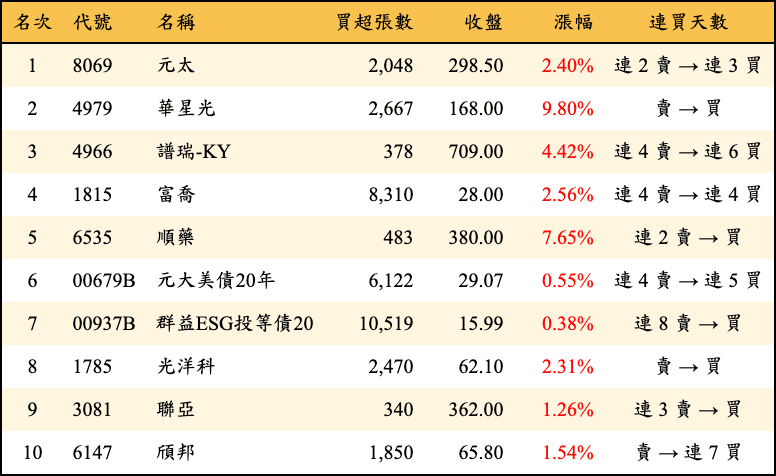 名次 代號 名稱 買超張數 收盤 漲幅 連買天數
1 8069 元太 2,048 298.50 2.40% 連 2 賣 → 連 3 買
2 4979 華星光 2,667 168.00 9.80% 賣 → 買
3 4966 譜瑞-KY 378 709.00 4.42% 連 4 賣 → 連 6 買
4 1815 富喬 8,310 28.00 2.56% 連 4 賣 → 連 4 買
5 6535 順藥 483 380.00 7.65% 連 2 賣 → 買
6 00679B 元大美債20年 6,122 29.07 0.55% 連 4 賣 → 連 5 買
7 00937B 群益ESG投等債20 10,519 15.99 0.38% 連 8 賣 → 買
8 1785 光洋科 2,470 62.10 2.31% 賣 → 買
9 3081 聯亞 340 362.00 1.26% 連 3 賣 → 買
10 6147 頎邦 1,850 65.80 1.54% 賣 → 連 7 買